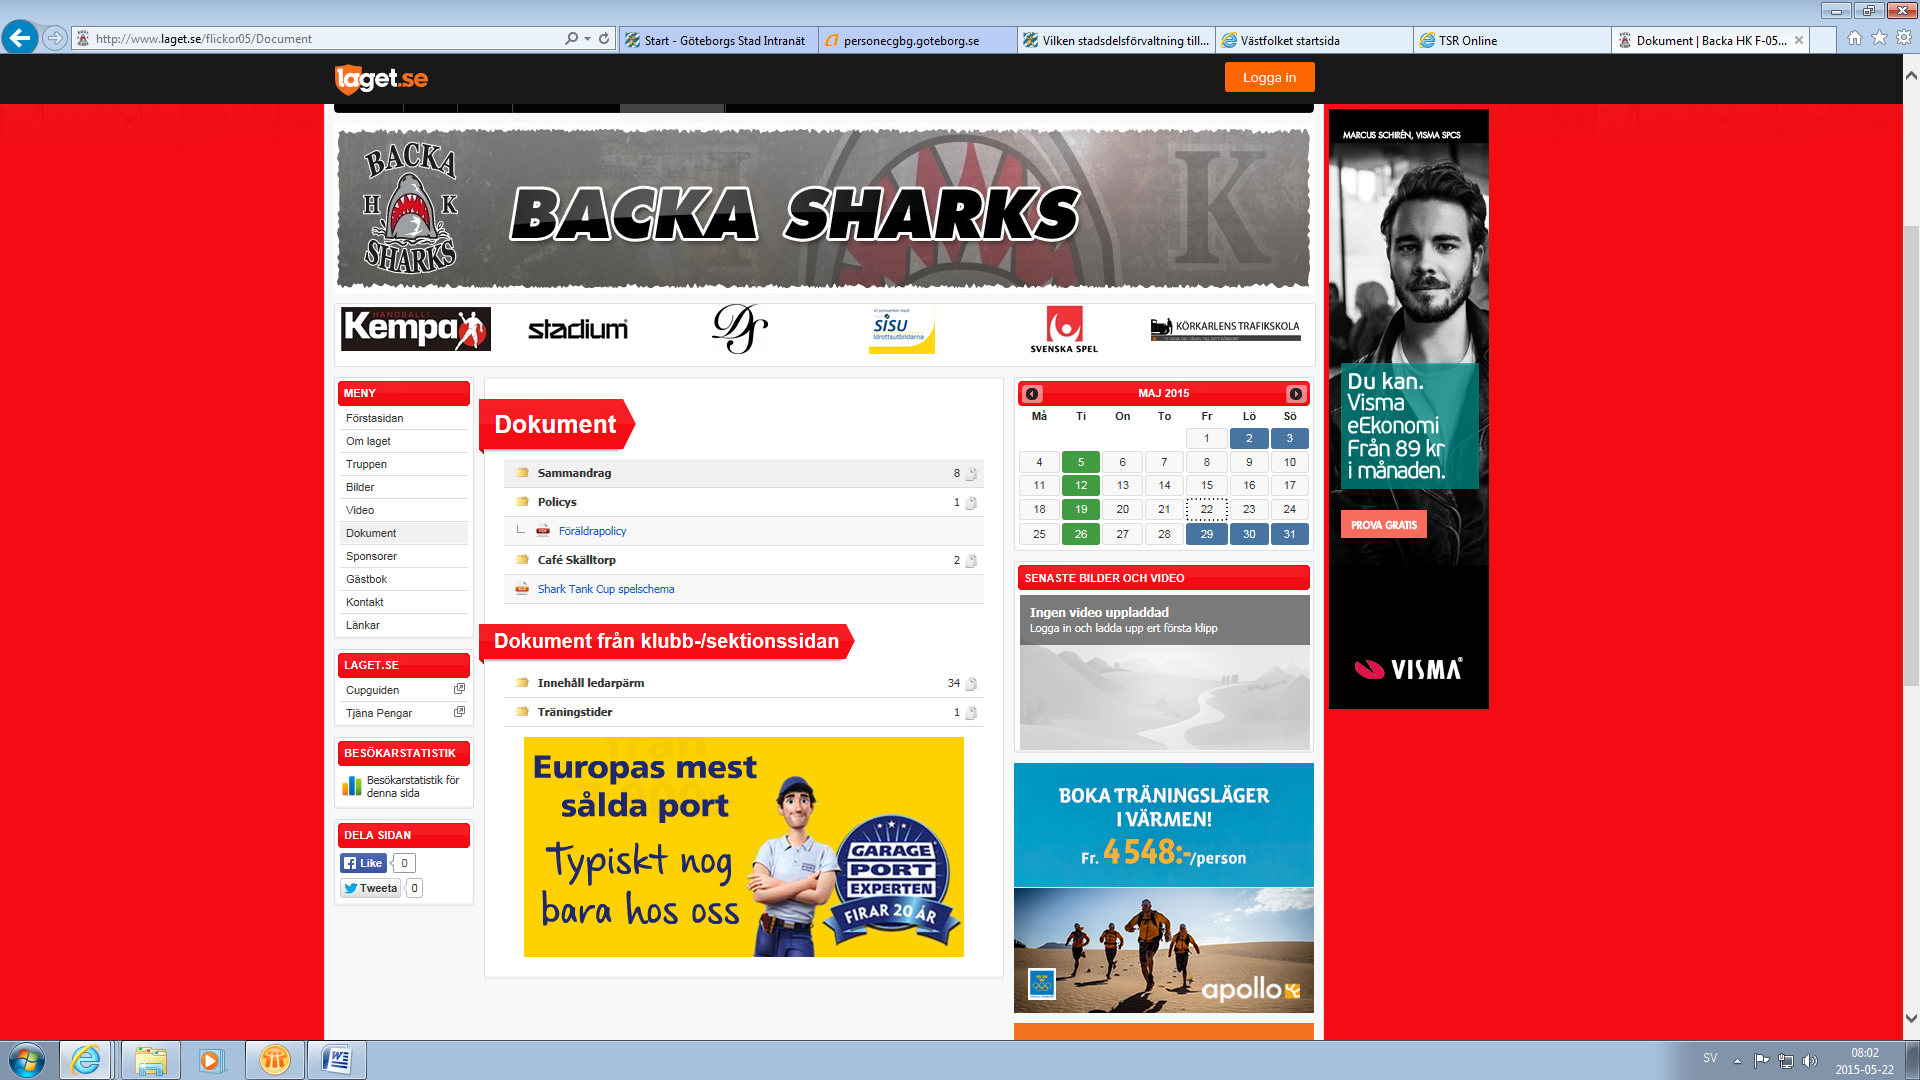 http://www.laget.se/flickor05/Document
Start - Göteborgs Stad Intranät
personecgbg.goteborg.se
Vilken stadsdelsförvaltning till...
Västfolket startsida
TSR Online
Dokument | Backa HK F-05...
laget.se
Logga in
BACKA
H K
SHARKS
BACKA SHARKS
H K
HANDBALL!
Kempa
stadium
DS
Vi samverkar med
SISU
Idrottsutbildarna
SVENSKA SPEL
KÖRKARLENS TRAFIKSKOLA
MENY
Förstasidan
Om laget
Truppen
Bilder
Video
Dokument
Sponsorer
Gästbok
Kontakt
Länkar
LAGET.SE
Cupguiden
Tjäna Pengar
BESÖKARSTATISTIK
Besökarstatistik för
denna sida
DELA SIDAN
Like 0
Tweeta 0
Dokument
Sammandrag 8
Policys 1
Föräldrapolicy
Café Skälltorp 2
Shark Tank Cup spelschema
Dokument från klubb-/sektionssidan
Innehåll ledarpärm 34
Träningstider 1
Europas mest
sålda port
Typiskt nog
bara hos oss
GARAGE
PORT
EXPERTEN
FIRAR 20 ÅR
MAJ 2015
Må Ti On To Fr Lö Sö
1 2 3
4 5 6 7 8 9 10
11 12 13 14 15 16 17
18 19 20 21 22 23 24
25 26 27 28 29 30 31
SENASTE BILDER OCH VIDEO
Ingen video uppladdad
Logga in och ladda upp ert första klipp
BOKA TRÄNINGSLÄGER
I VÄRMEN!
Fr. 4 548:-/person
apollo
MARCUS SCHIRÉN, VISMA SPCS
Du kan.
Visma
eEkonomi
Från 89 kr
i månaden.
PROVA GRATIS
VISMA
SV
08:02
2015-05-22